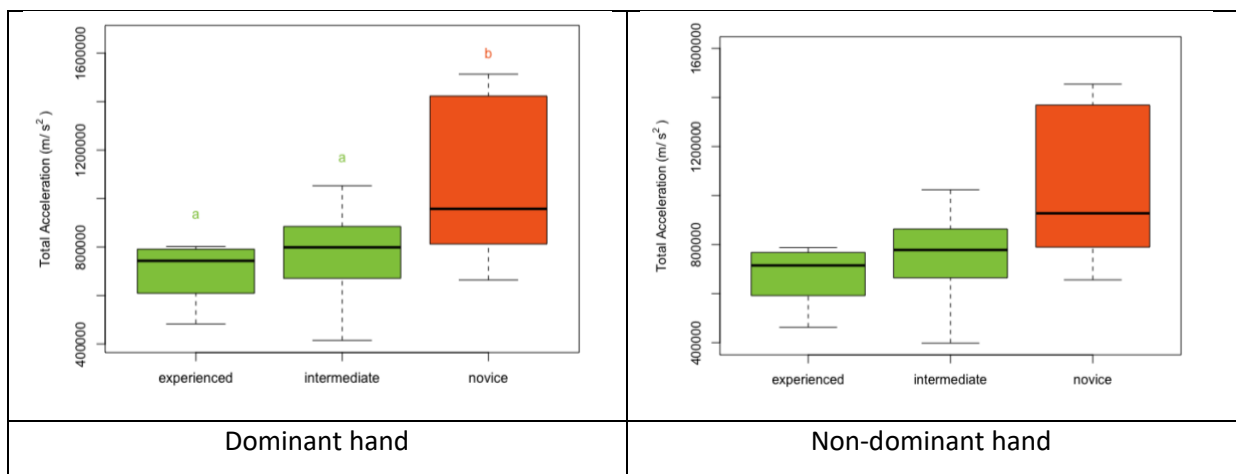 Total Acceleration (m/ s²)
400000
800000
1200000
1600000
a
a
b
experienced
intermediate
novice
Dominant hand
Total Acceleration (m/ s²)
400000
800000
1200000
1600000
experienced
intermediate
novice
Non-dominant hand